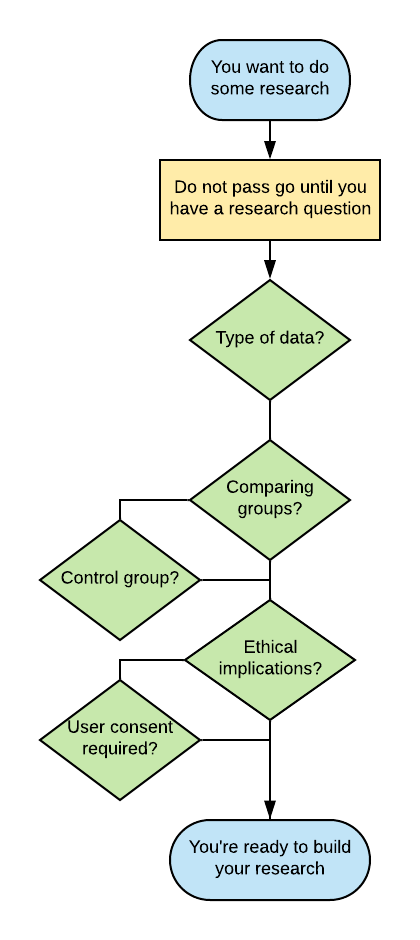 You want to do
some research
Do not pass go until you
have a research question
Type of data?
Comparing
groups?
Control group?
Ethical
implications?
User consent
required?
You're ready to build
your research